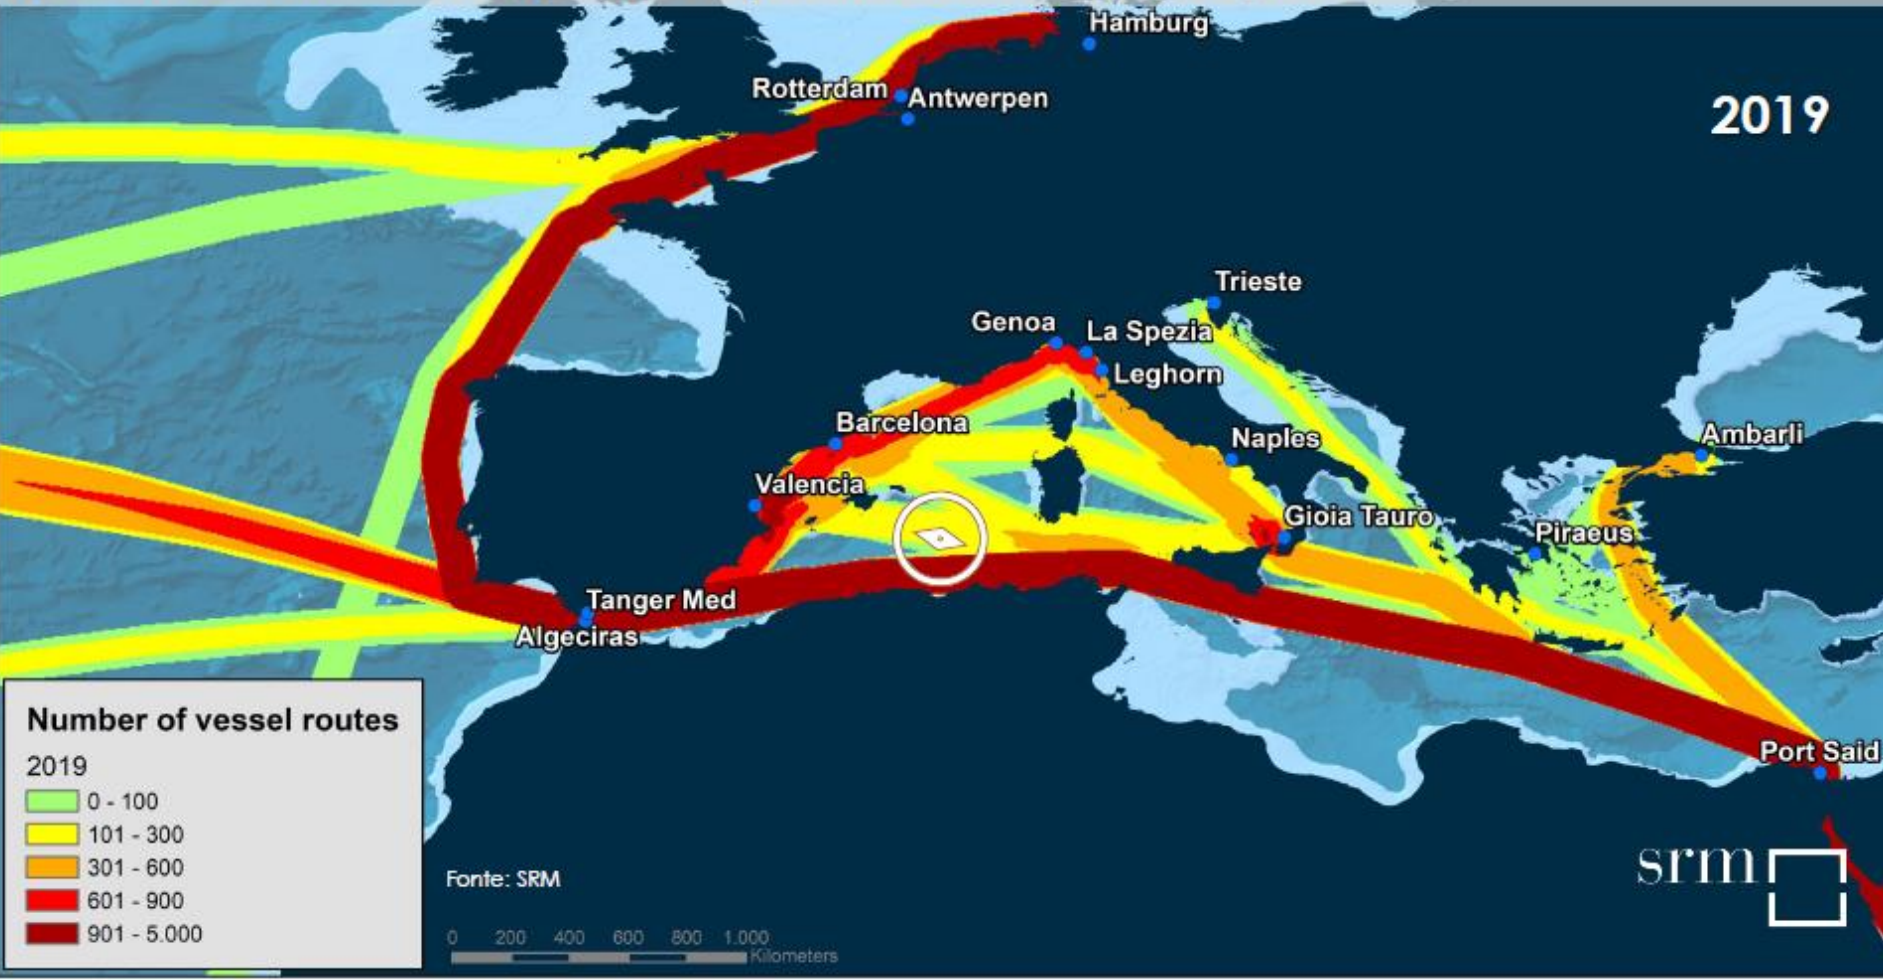 Hamburg
Rotterdam
Antwerpen
2019
Trieste
Genoa
La Spezia
Leghorn
Barcelona
Naples
Ambarli
Valencia
Gioia Tauro
Piraeus
Tanger Med
Algeciras
Port Said
Number of vessel routes
2019
0 - 100
101 - 300
301 - 600
601 - 900
901 - 5.000
Fonte: SRM
srm
0 200 400 600 800 1.000
Kilometers